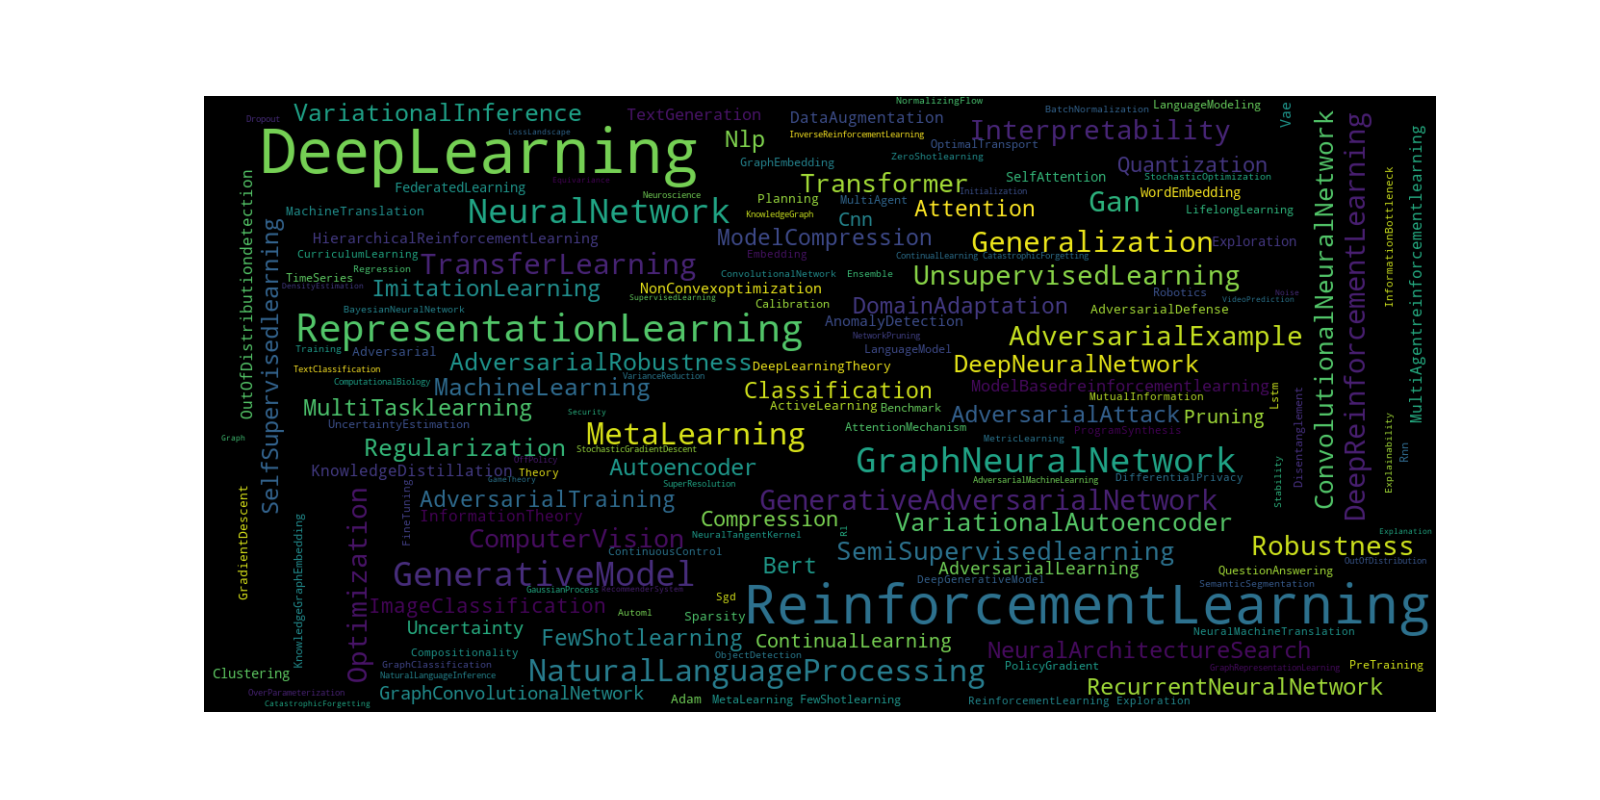 NormalizingFlow
VariationalInference
TextGeneration
DataAugmentation
BatchNormalization
LanguageModeling
Vae
Dropout
LossLandscape
InverseReinforcementLearning
Interpretability
DeepLearning
Nlp
OptimalTransport
GraphEmbedding
ZeroShotlearning
Quantization
Equivariance
Transformer
SelfAttention
StochasticOptimization
FederatedLearning
Neuroscience
Planning
MultiAgent
Initialization
WordEmbedding
MachineTranslation
NeuralNetwork
KnowledgeGraph
Cnn
Attention
Gan
LifelongLearning
HierarchicalReinforcementLearning
ModelCompression
Generalization
Exploration
CurriculumLearning
Embedding
ContinualLearning CatastrophicForgetting
Regression
TransferLearning
ConvolutionalNetwork
Ensemble
UnsupervisedLearning
TimeSeries
DensityEstimation
ImitationLearning
NonConvexoptimization
SupervisedLearning
Calibration
Robotics
Noise
VideoPrediction
BayesianNeuralNetwork
DomainAdaptation
AdversarialDefense
RepresentationLearning
AnomalyDetection
NetworkPruning
AdversarialExample
Training
Adversarial
LanguageModel
TextClassification
AdversarialRobustness
DeepLearningTheory
DeepNeuralNetwork
ComputationalBiology
VarianceReduction
MachineLearning
Classification
ModelBasedreinforcementlearning
Lstm
MutualInformation
MultiTasklearning
Security
ActiveLearning
Benchmark
AdversarialAttack
Pruning
UncertaintyEstimation
MetaLearning
AttentionMechanism
ProgramSynthesis
Graph
Regularization
StochasticGradientDescent
MetricLearning
OffPolicy
KnowledgeDistillation
Theory
Autoencoder
GraphNeuralNetwork
GameTheory
SuperResolution
AdversarialMachineLearning
DifferentialPrivacy
AdversarialTraining
GenerativeAdversarialNetwork
InformationTheory
Compression
VariationalAutoencoder
ComputerVision
NeuralTangentKernel
Rl
Explanation
ContinuousControl
SemiSupervisedlearning
Robustness
OutOfDistribution
GenerativeModel
Bert
AdversarialLearning
QuestionAnswering
DeepGenerativeModel
SemanticSegmentation
GaussianProcess
RecommenderSystem
Sgd
ImageClassification
Automl
Sparsity
ReinforcementLearning
Uncertainty
FewShotlearning
ContinualLearning
NeuralMachineTranslation
Compositionality
ObjectDetection
NeuralArchitectureSearch
GraphClassification
NaturalLanguageProcessing
PolicyGradient
GraphRepresentationLearning
PreTraining
Clustering
NaturalLanguageInference
RecurrentNeuralNetwork
OverParameterization
GraphConvolutionalNetwork
CatastrophicForgetting
Adam
MetaLearning FewShotlearning
ReinforcementLearning Exploration
OutOfDistributiondetection
SelfSupervisedlearning
GradientDescent
KnowledgeGraphEmbedding
Optimization
FineTuning
Stability
Disentanglement
ConvolutionalNeuralNetwork
DeepReinforcementLearning
InformationBottleneck
Explainability
Rnn
MultiAgentreinforcementlearning